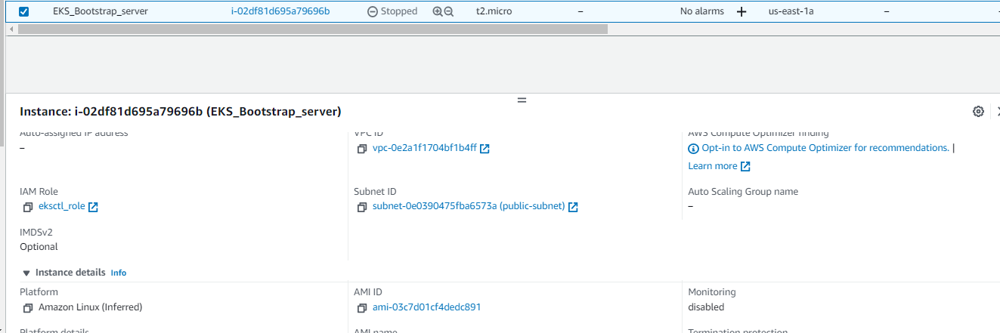 EKS_Bootstrap_server i-02df81d695a79696b Stopped t2.micro – No alarms + us-east-1a –
Instance: i-02df81d695a79696b (EKS_Bootstrap_server)
Auto-assigned IP address VPC ID AWS Compute Optimizer finding
– vpc-0e2a1f1704bf1b4ff Opt-in to AWS Compute Optimizer for recommendations. |
Learn more
IAM Role Subnet ID Auto Scaling Group name
eksctl_role subnet-0e0390475fba6573a (public-subnet) –
IMDSv2
Optional
Instance details Info
Platform AMI ID Monitoring
Amazon Linux (Inferred) ami-03c7d01cf4dedc891 disabled
Platform details AMI name Termination protection